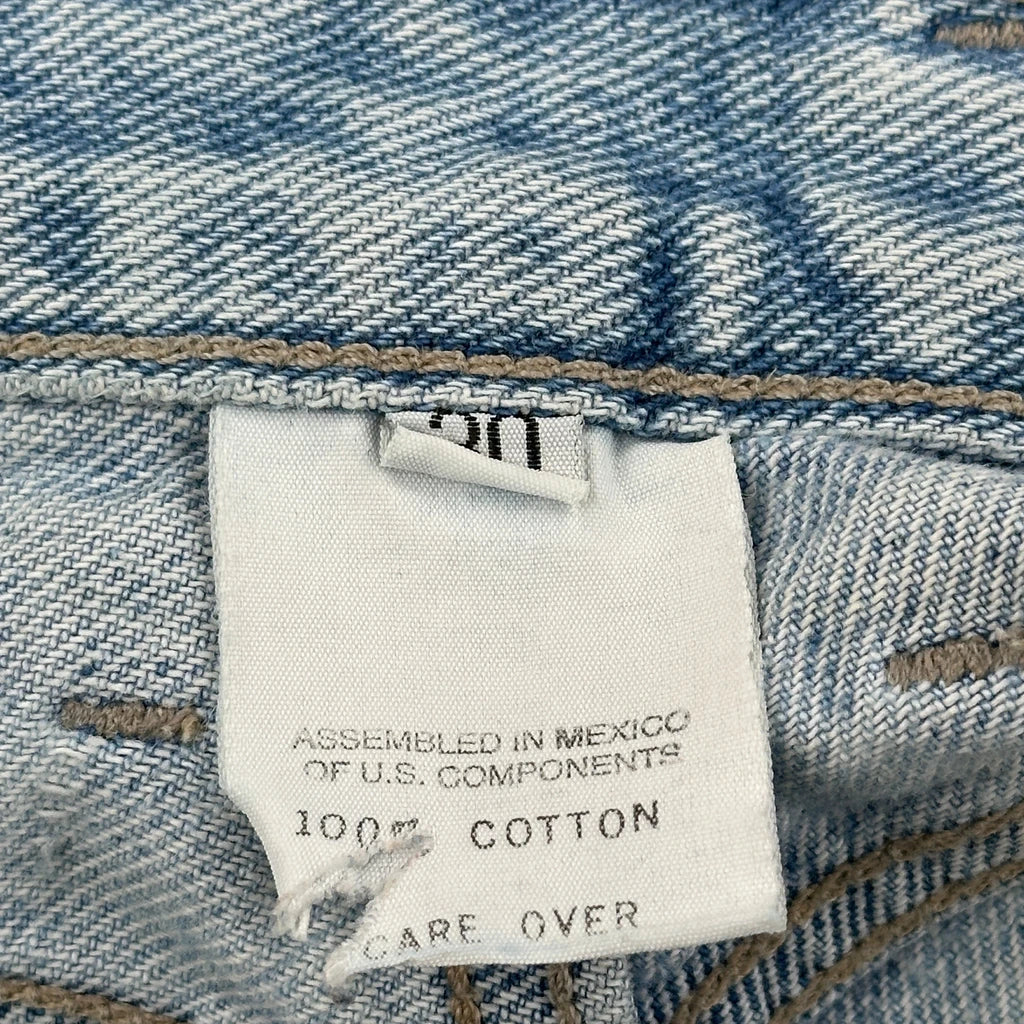 ASSEMBLED IN MEXICO
OF U.S. COMPONENTS
100% COTTON
CARE OVER